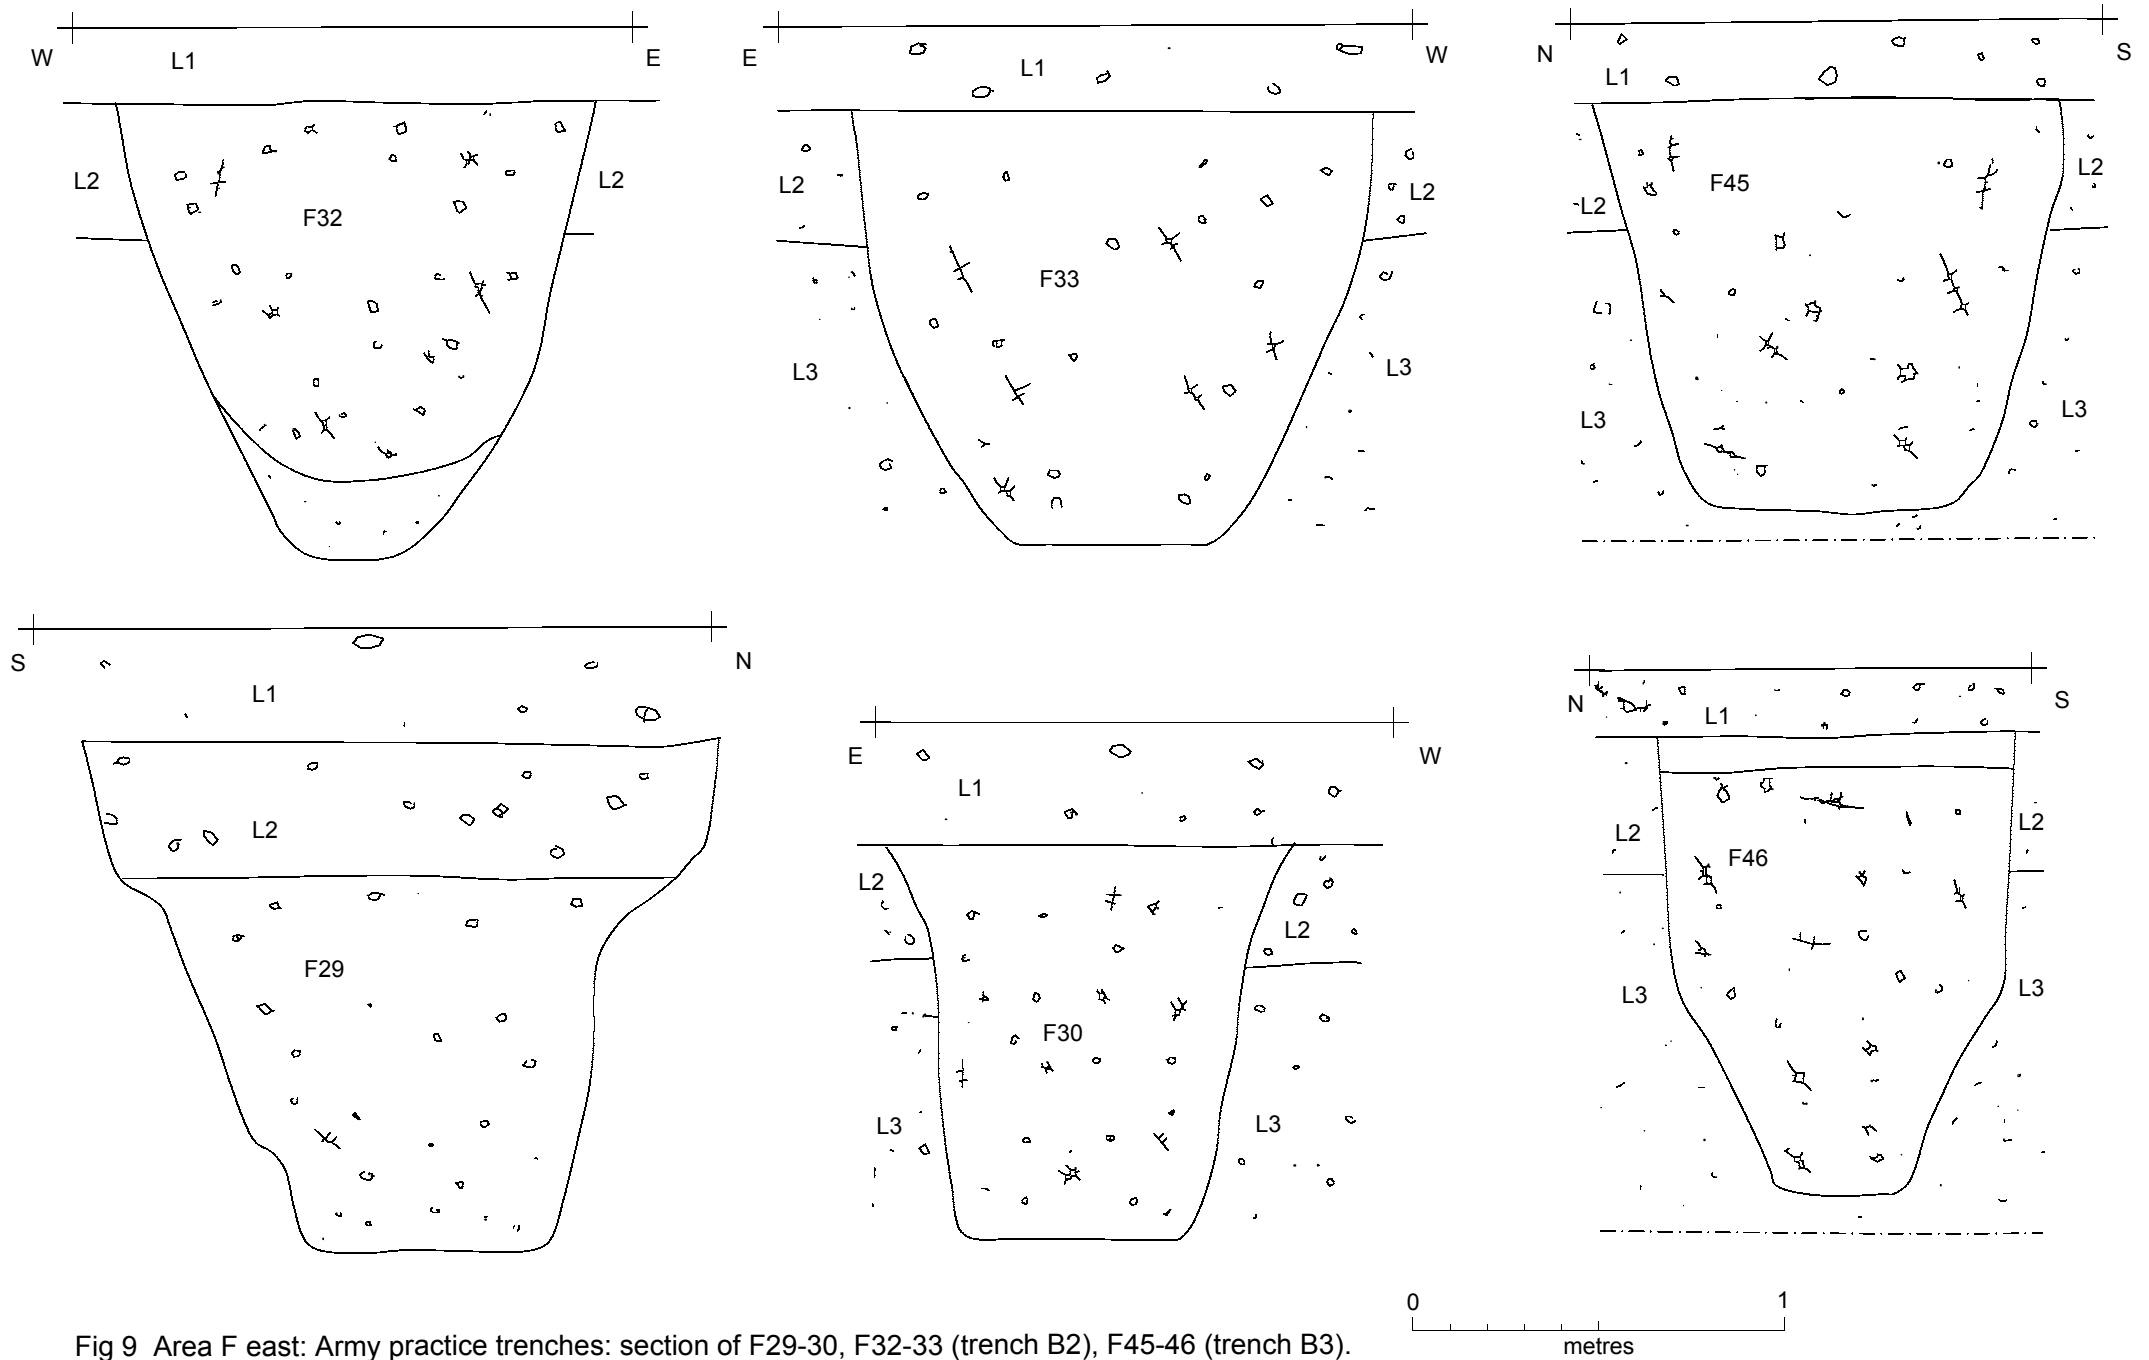 W L1 E
L2 L2
F32
E L1 W
L2 L2
F33
L3 L3
N L1 S
F45 L2
L2
L3 L3
S N
L1
L2
F29
E W
L1
L2
L2
F30
L3 L3
N L1 S
L2 L2
F46
L3 L3
0 1
metres
Fig 9 Area F east: Army practice trenches: section of F29-30, F32-33 (trench B2), F45-46 (trench B3).